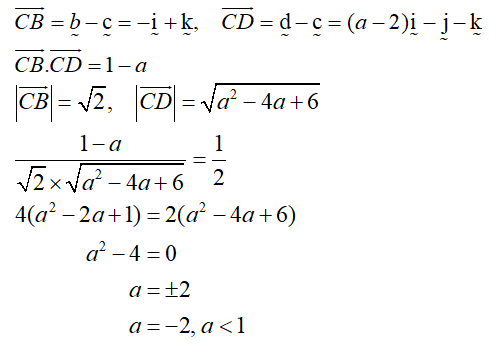 $\overrightarrow{CB} = \underset{\sim}{b} - \underset{\sim}{c} = -\underset{\sim}{i} + \underset{\sim}{k}, \quad \overrightarrow{CD} = \underset{\sim}{d} - \underset{\sim}{c} = (a-2)\underset{\sim}{i} - \underset{\sim}{j} - \underset{\sim}{k}$
$\overrightarrow{CB}.\overrightarrow{CD} = 1 - a$
$\left|\overrightarrow{CB}\right| = \sqrt{2}, \quad \left|\overrightarrow{CD}\right| = \sqrt{a^2 - 4a + 6}$
$\frac{1-a}{\sqrt{2} \times \sqrt{a^2 - 4a + 6}} = \frac{1}{2}$
$4(a^2 - 2a + 1) = 2(a^2 - 4a + 6)$
$a^2 - 4 = 0$
$a = \pm 2$
$a = -2, a < 1$